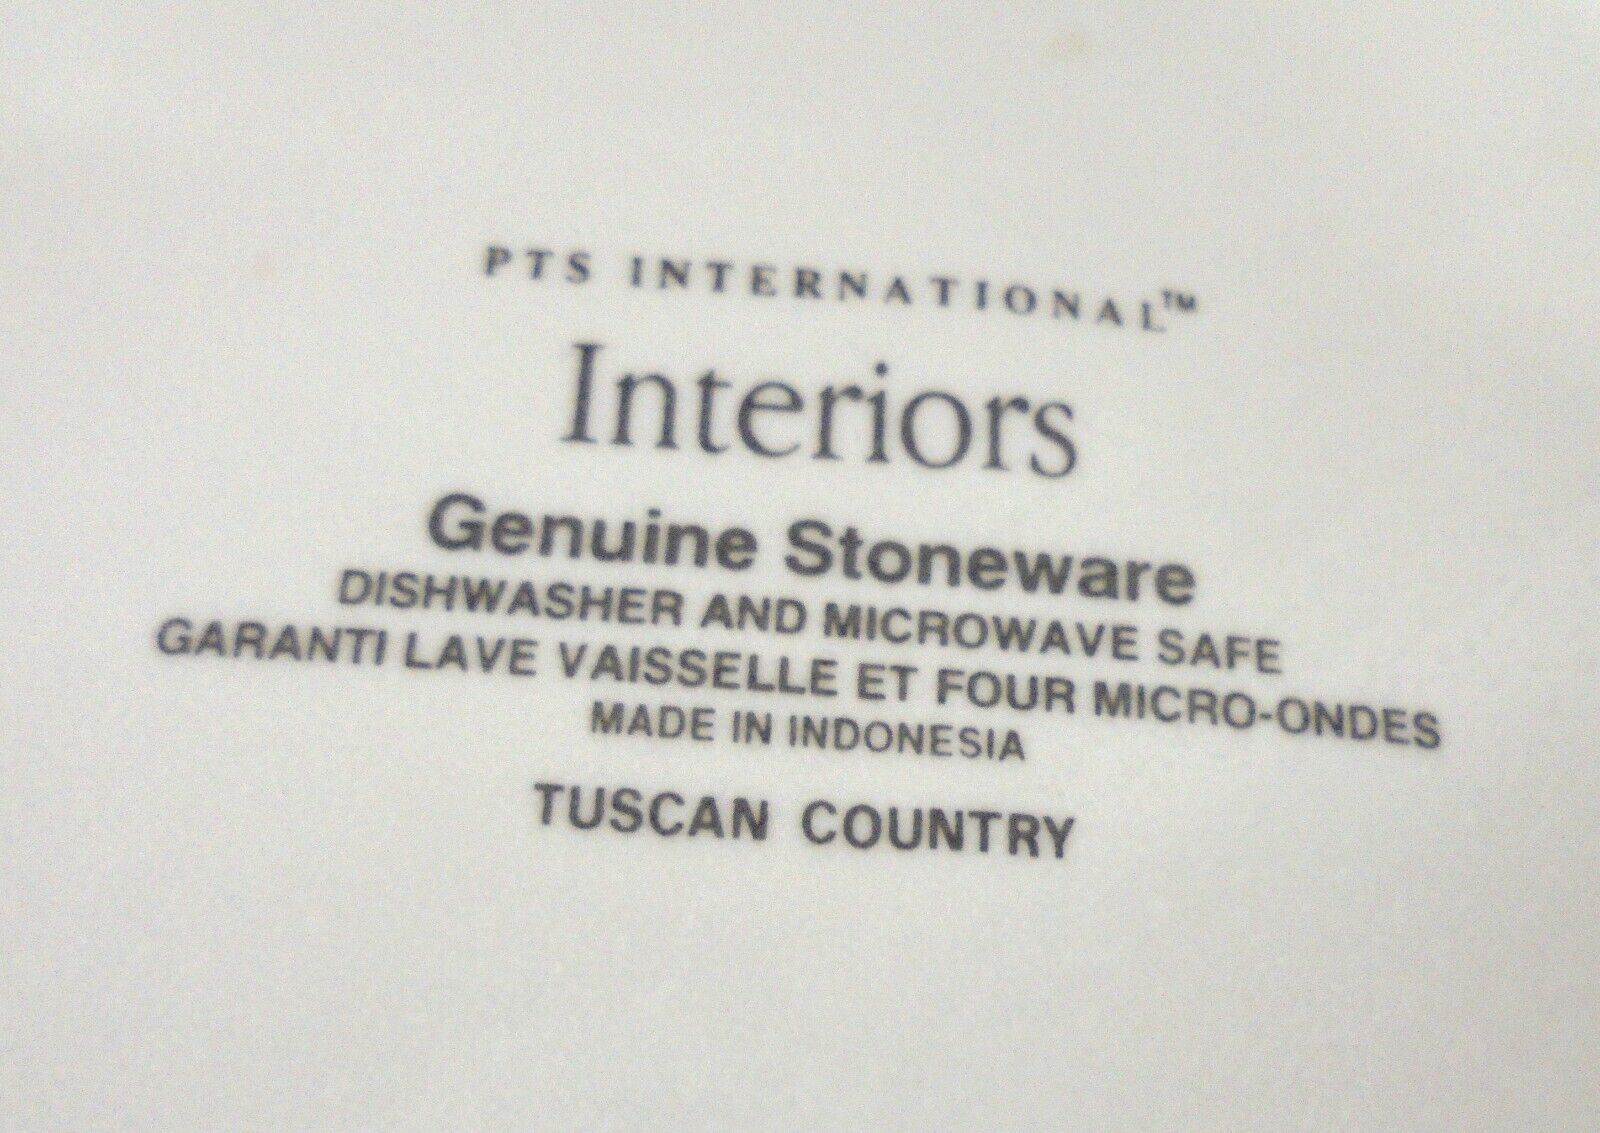 PTS INTERNATIONAL™
Interiors
Genuine Stoneware
DISHWASHER AND MICROWAVE SAFE
GARANTI LAVE VAISSELLE ET FOUR MICRO-ONDES
MADE IN INDONESIA
TUSCAN COUNTRY